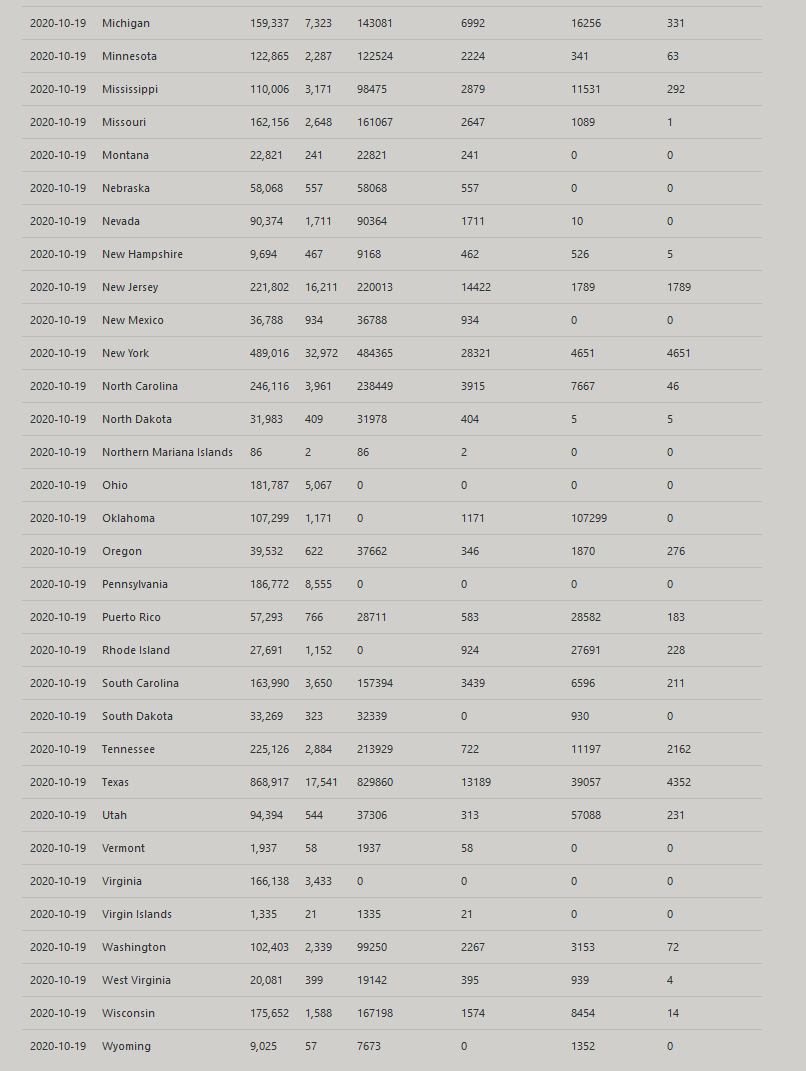 2020-10-19 Michigan 159,337 7,323 143081 6992 16256 331
2020-10-19 Minnesota 122,865 2,287 122524 2224 341 63
2020-10-19 Mississippi 110,006 3,171 98475 2879 11531 292
2020-10-19 Missouri 162,156 2,648 161067 2647 1089 1
2020-10-19 Montana 22,821 241 22821 241 0 0
2020-10-19 Nebraska 58,068 557 58068 557 0 0
2020-10-19 Nevada 90,374 1,711 90364 1711 10 0
2020-10-19 New Hampshire 9,694 467 9168 462 526 5
2020-10-19 New Jersey 221,802 16,211 220013 14422 1789 1789
2020-10-19 New Mexico 36,788 934 36788 934 0 0
2020-10-19 New York 489,016 32,972 484365 28321 4651 4651
2020-10-19 North Carolina 246,116 3,961 238449 3915 7667 46
2020-10-19 North Dakota 31,983 409 31978 404 5 5
2020-10-19 Northern Mariana Islands 86 2 86 2 0 0
2020-10-19 Ohio 181,787 5,067 0 0 0 0
2020-10-19 Oklahoma 107,299 1,171 0 1171 107299 0
2020-10-19 Oregon 39,532 622 37662 346 1870 276
2020-10-19 Pennsylvania 186,772 8,555 0 0 0 0
2020-10-19 Puerto Rico 57,293 766 28711 583 28582 183
2020-10-19 Rhode Island 27,691 1,152 0 924 27691 228
2020-10-19 South Carolina 163,990 3,650 157394 3439 6596 211
2020-10-19 South Dakota 33,269 323 32339 0 930 0
2020-10-19 Tennessee 225,126 2,884 213929 722 11197 2162
2020-10-19 Texas 868,917 17,541 829860 13189 39057 4352
2020-10-19 Utah 94,394 544 37306 313 57088 231
2020-10-19 Vermont 1,937 58 1937 58 0 0
2020-10-19 Virginia 166,138 3,433 0 0 0 0
2020-10-19 Virgin Islands 1,335 21 1335 21 0 0
2020-10-19 Washington 102,403 2,339 99250 2267 3153 72
2020-10-19 West Virginia 20,081 399 19142 395 939 4
2020-10-19 Wisconsin 175,652 1,588 167198 1574 8454 14
2020-10-19 Wyoming 9,025 57 7673 0 1352 0